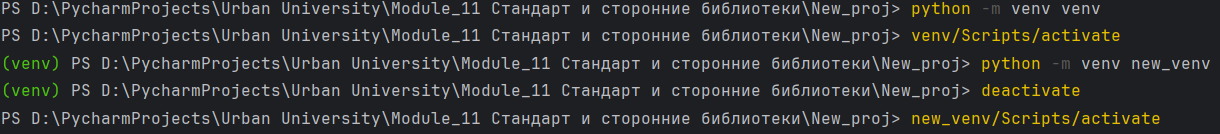 PS D:\PycharmProjects\Urban University\Module_11 Стандарт и сторонние библиотеки\New_proj> python -m venv venv
PS D:\PycharmProjects\Urban University\Module_11 Стандарт и сторонние библиотеки\New_proj> venv/Scripts/activate
(venv) PS D:\PycharmProjects\Urban University\Module_11 Стандарт и сторонние библиотеки\New_proj> python -m venv new_venv
(venv) PS D:\PycharmProjects\Urban University\Module_11 Стандарт и сторонние библиотеки\New_proj> deactivate
PS D:\PycharmProjects\Urban University\Module_11 Стандарт и сторонние библиотеки\New_proj> new_venv/Scripts/activate